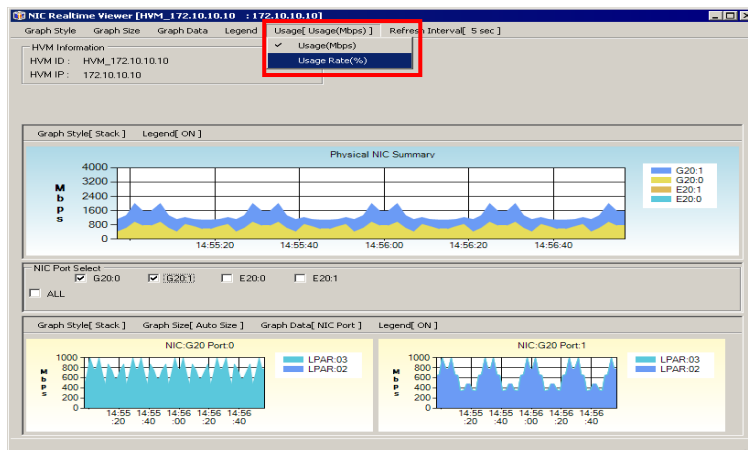 NIC Realtime Viewer [HVM_172.10.10.10 : 172.10.10.10]
Graph Style Graph Size Graph Data Legend Usage[ Usage(Mbps) ] Refresh Interval[ 5 sec ]
Usage(Mbps)
Usage Rate(%)
HVM Information
HVM ID : HVM_172.10.10.10
HVM IP : 172.10.10.10
Graph Style[ Stack ] Legend[ ON ]
Physical NIC Summary
Mbps
4000
3200
2400
1600
800
0
14:55:20 14:55:40 14:56:00 14:56:20 14:56:40
G20:1
G20:0
E20:1
E20:0
NIC Port Select
G20:0 G20:1 E20:0 E20:1
ALL
Graph Style[ Stack ] Graph Size[ Auto Size ] Graph Data[ NIC Port ] Legend[ ON ]
NIC:G20 Port:0
Mbps
1000
800
600
400
200
0
14:55 14:55 14:56 14:56 14:56
:20 :40 :00 :20 :40
LPAR:03
LPAR:02
NIC:G20 Port:1
Mbps
1000
800
600
400
200
0
14:55 14:55 14:56 14:56 14:56
:20 :40 :00 :20 :40
LPAR:03
LPAR:02